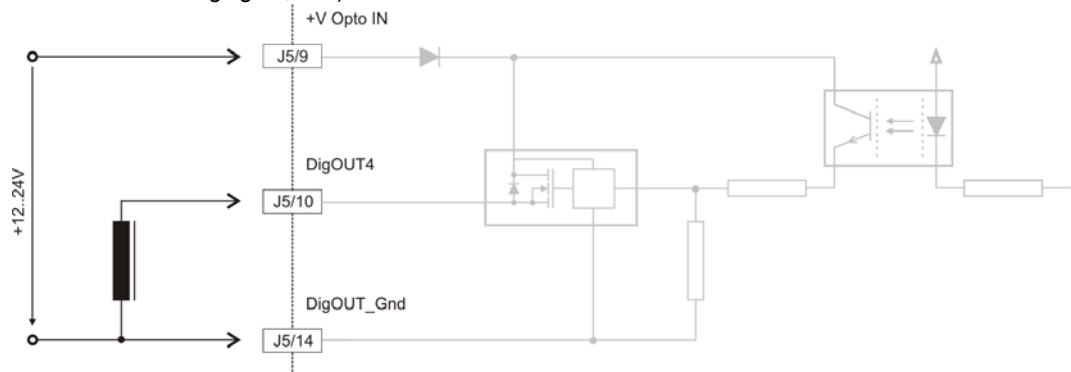 +V Opto IN
J5/9
DigOUT4
J5/10
+12..24V
DigOUT_Gnd
J5/14